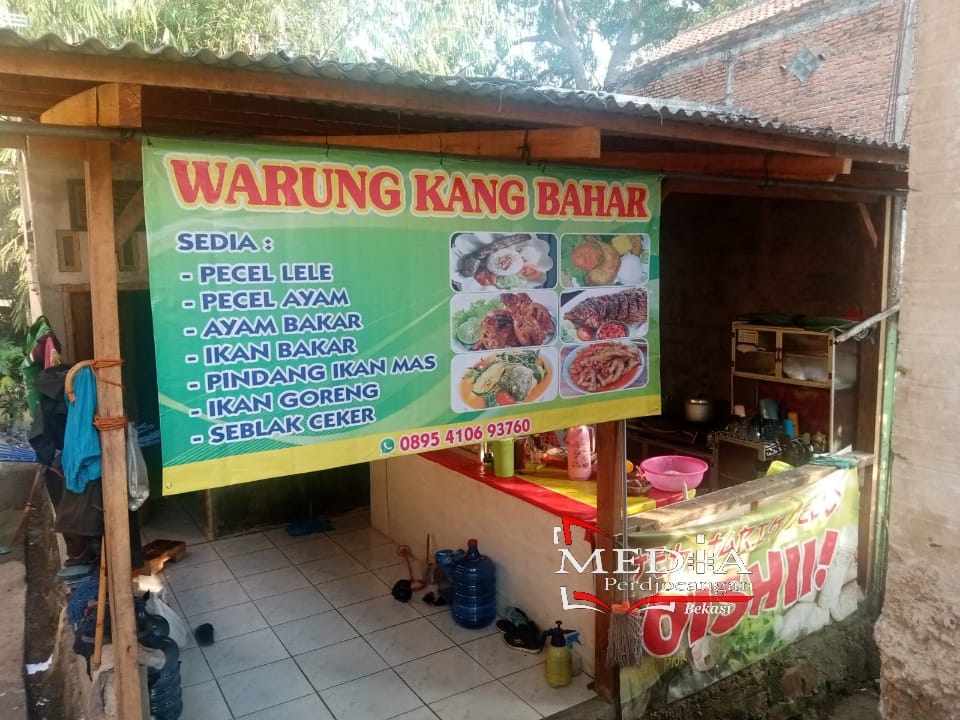 WARUNG KANG BAHAR
SEDIA :
- PECEL LELE
- PECEL AYAM
- AYAM BAKAR
- IKAN BAKAR
- PINDANG IKAN MAS
- IKAN GORENG
- SEBLAK CEKER
0895 4106 93760
MEDIA
Perdjoeangan
Bekasi
OISHII!